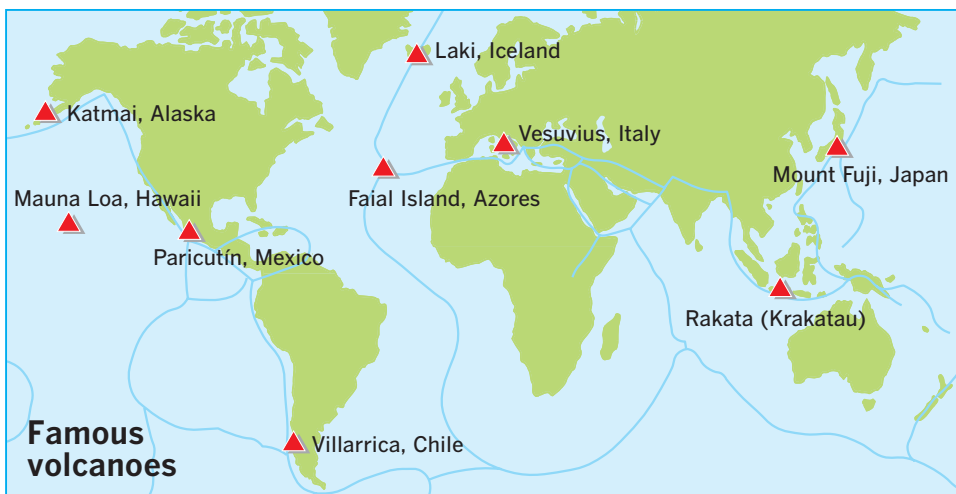 Laki, Iceland
Katmai, Alaska
Vesuvius, Italy
Mount Fuji, Japan
Mauna Loa, Hawaii
Faial Island, Azores
Paricutín, Mexico
Rakata (Krakatau)
Villarrica, Chile
Famous
volcanoes